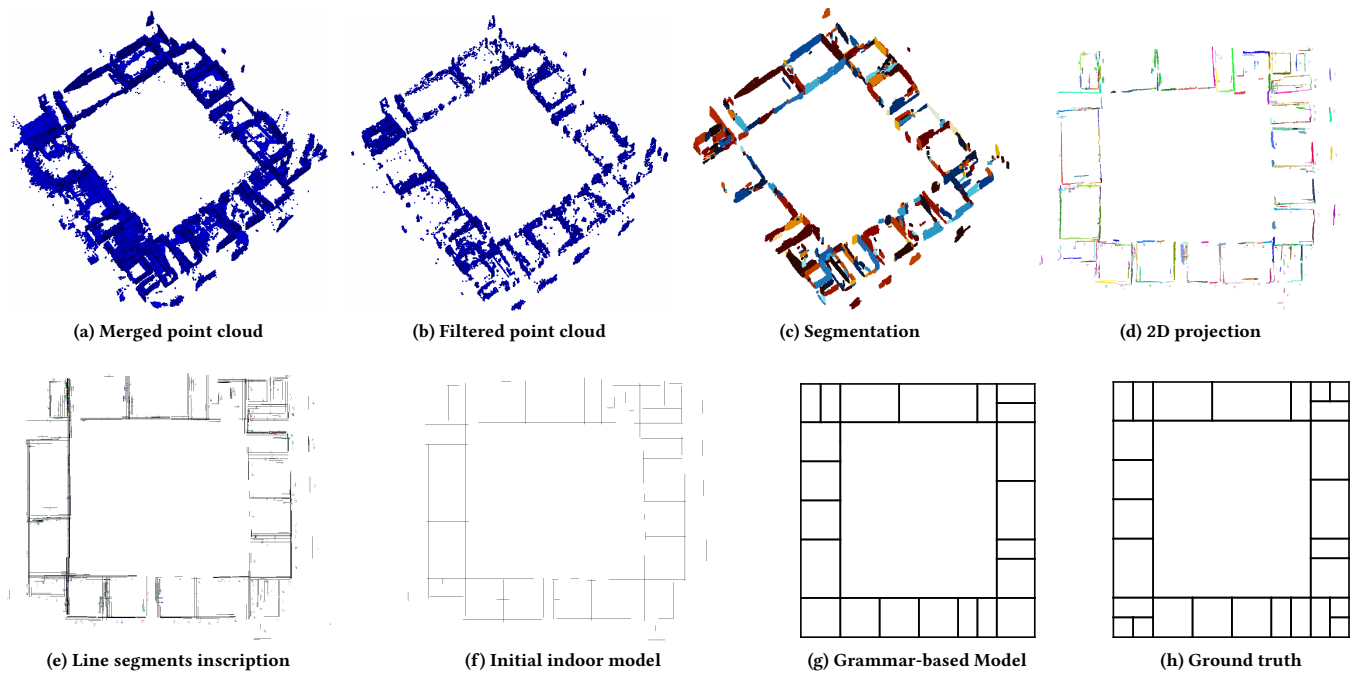 (a) Merged point cloud
(b) Filtered point cloud
(c) Segmentation
(d) 2D projection
(e) Line segments inscription
(f) Initial indoor model
(g) Grammar-based Model
(h) Ground truth